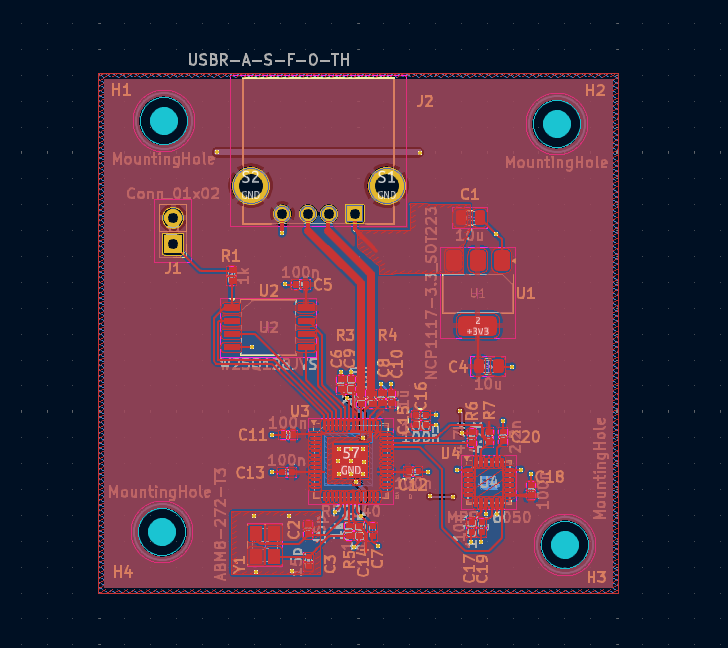 USBR-A-S-F-O-TH
H1
H2
J2
MountingHole
MountingHole
S2
GND
S1
GND
Conn_01x02
C1
10u
J1
R1
1k
100n
C5
U2
U2
NCP1117-3.3_SOT223
U1
U1
2
+3V3
R3
R4
C6
C9
C8
C10
C4
10u
C16
C15
R6
R7
U3
100n
C11
C20
U4
57
GND
100n
C13
C12
U4
C18
100n
MountingHole
MountingHole
ABM8-272-T3
C2
Y1
15p
C3
R5
C14
C7
C17
C19
H4
H3